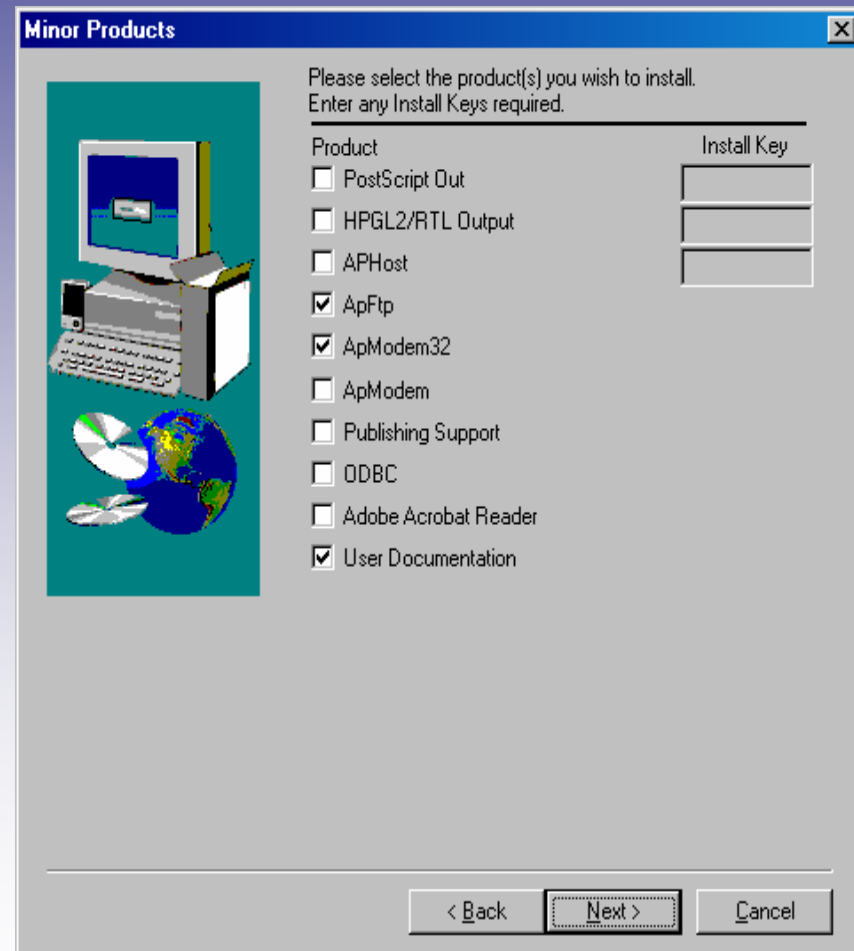 Minor Products
Please select the product(s) you wish to install.
Enter any Install Keys required.
Product Install Key
PostScript Out
HPGL2/RTL Output
APHost
ApFtp
ApModem32
ApModem
Publishing Support
ODBC
Adobe Acrobat Reader
User Documentation
< Back Next > Cancel